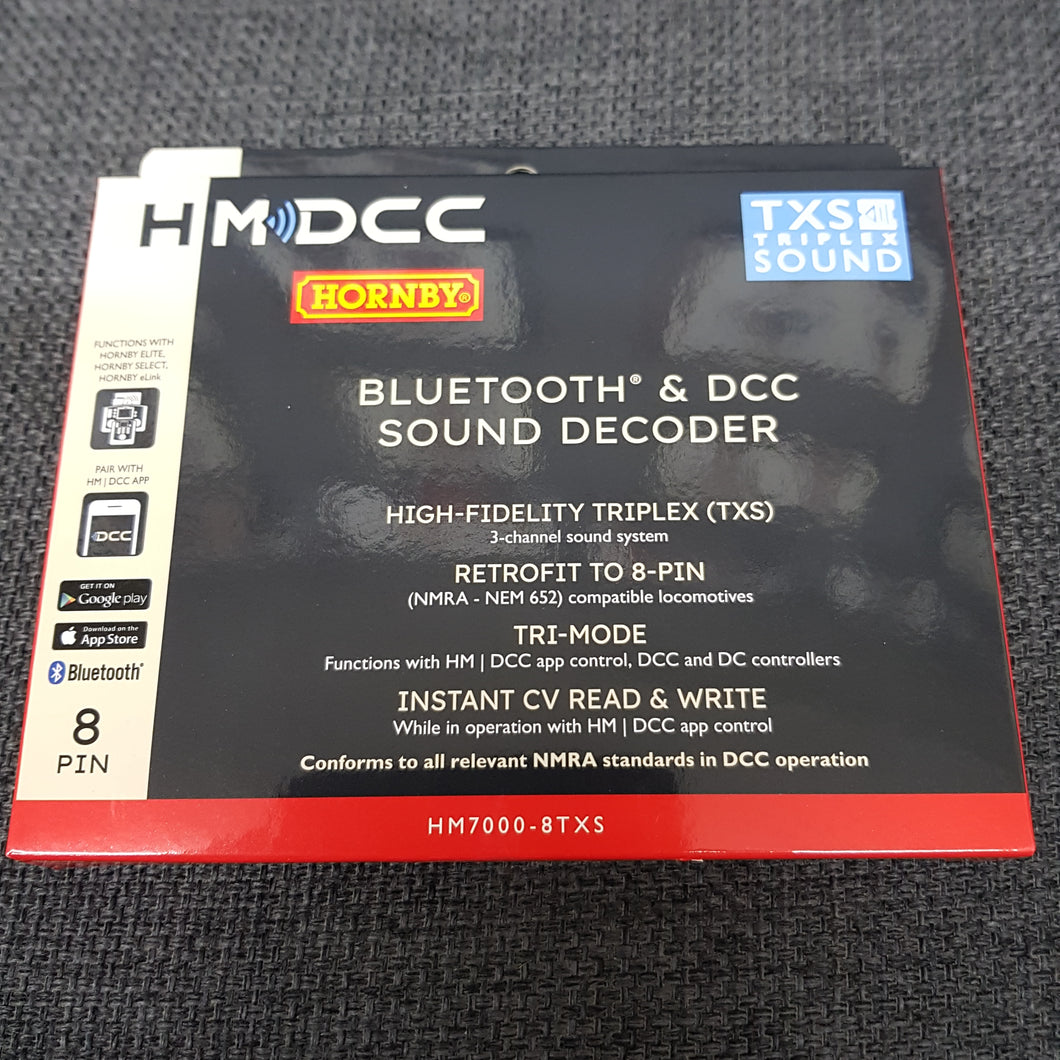 HM DCC
HORNBY®
TXS
TRIPLEX
SOUND
FUNCTIONS WITH
HORNBY ELITE,
HORNBY SELECT,
HORNBY eLink
PAIR WITH
HM | DCC APP
DCC
GET IT ON
Google play
Download on the
App Store
Bluetooth®
8
PIN
BLUETOOTH® & DCC
SOUND DECODER
HIGH-FIDELITY TRIPLEX (TXS)
3-channel sound system
RETROFIT TO 8-PIN
(NMRA - NEM 652) compatible locomotives
TRI-MODE
Functions with HM | DCC app control, DCC and DC controllers
INSTANT CV READ & WRITE
While in operation with HM | DCC app control
Conforms to all relevant NMRA standards in DCC operation
HM7000-8TXS